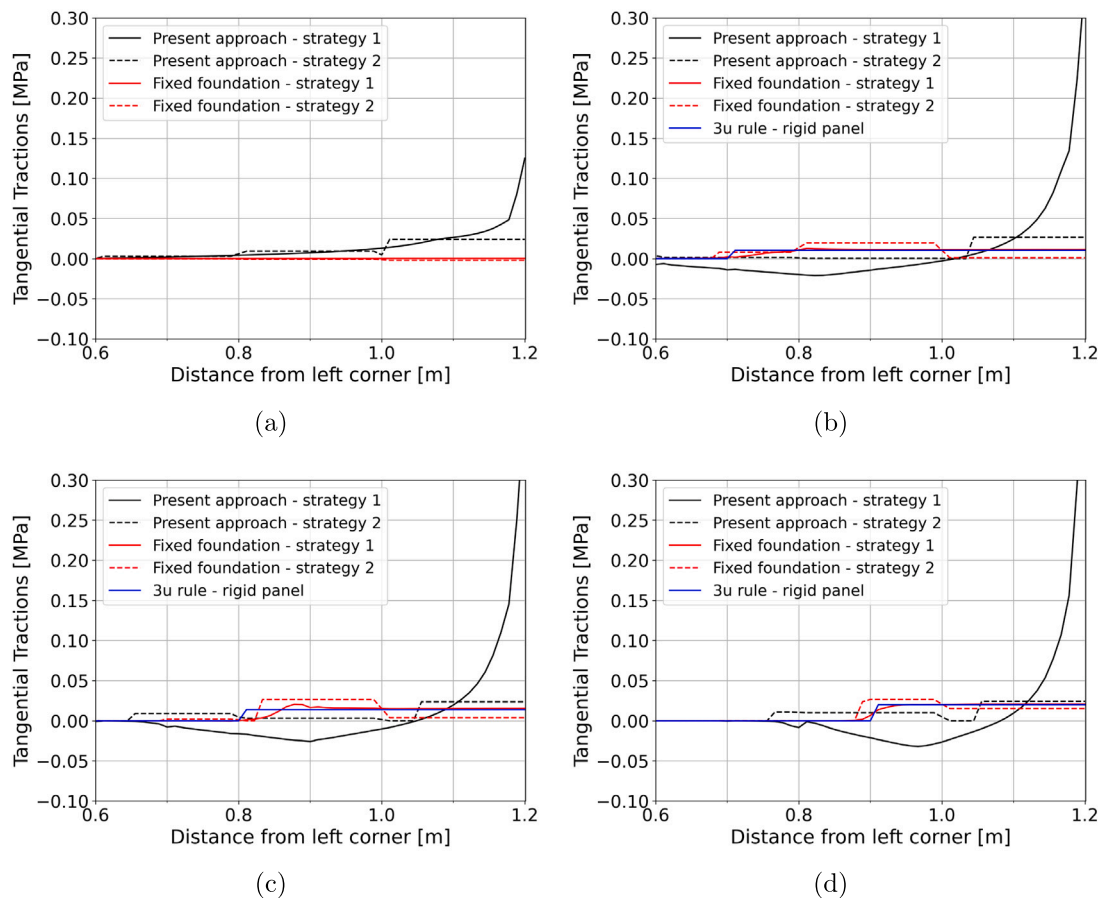 0.30
0.25
0.20
0.15
0.10
0.05
0.00
−0.05
−0.10
Tangential Tractions [MPa]
Present approach - strategy 1
Present approach - strategy 2
Fixed foundation - strategy 1
Fixed foundation - strategy 2
0.6 0.8 1.0 1.2
Distance from left corner [m]
(a)
0.30
0.25
0.20
0.15
0.10
0.05
0.00
−0.05
−0.10
Tangential Tractions [MPa]
Present approach - strategy 1
Present approach - strategy 2
Fixed foundation - strategy 1
Fixed foundation - strategy 2
3u rule - rigid panel
0.6 0.8 1.0 1.2
Distance from left corner [m]
(b)
0.30
0.25
0.20
0.15
0.10
0.05
0.00
−0.05
−0.10
Tangential Tractions [MPa]
Present approach - strategy 1
Present approach - strategy 2
Fixed foundation - strategy 1
Fixed foundation - strategy 2
3u rule - rigid panel
0.6 0.8 1.0 1.2
Distance from left corner [m]
(c)
0.30
0.25
0.20
0.15
0.10
0.05
0.00
−0.05
−0.10
Tangential Tractions [MPa]
Present approach - strategy 1
Present approach - strategy 2
Fixed foundation - strategy 1
Fixed foundation - strategy 2
3u rule - rigid panel
0.6 0.8 1.0 1.2
Distance from left corner [m]
(d)